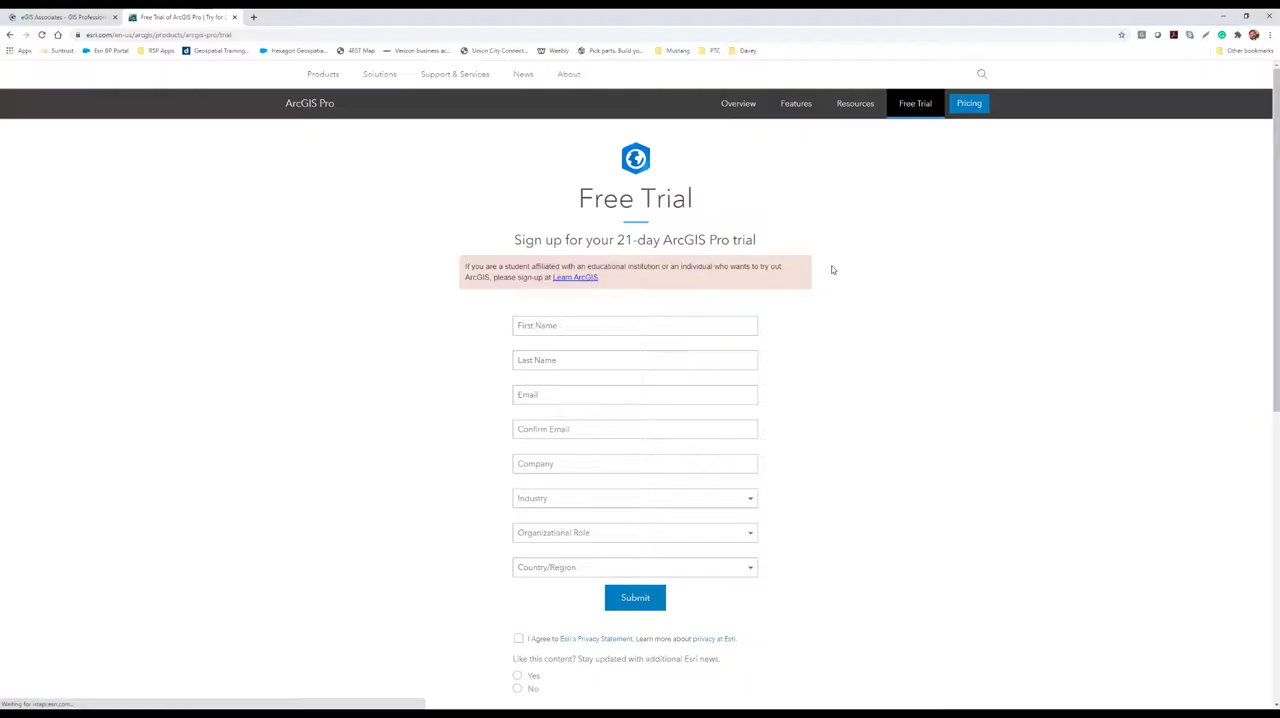 eGIS Associates - GIS Profession
Free Trial of ArcGIS Pro | Try for
esri.com/en-us/arcgis/products/arcgis-pro/trial
Apps Suntrust Esri BP Portal RSP Apps Geospatial Training... Hexagon Geospatia... 4EST Map Verizon business ac... Union City Connect... Weebly Pick parts. Build yo... Mustang PTC Davey Other bookmarks
Products Solutions Support & Services News About
ArcGIS Pro Overview Features Resources Free Trial Pricing
Free Trial
Sign up for your 21-day ArcGIS Pro trial
If you are a student affiliated with an educational institution or an individual who wants to try out
ArcGIS, please sign-up at Learn ArcGIS.
First Name
Last Name
Email
Confirm Email
Company
Industry
Organizational Role
Country/Region
Submit
I Agree to Esri's Privacy Statement. Learn more about privacy at Esri.
Like this content? Stay updated with additional Esri news.
Yes
No